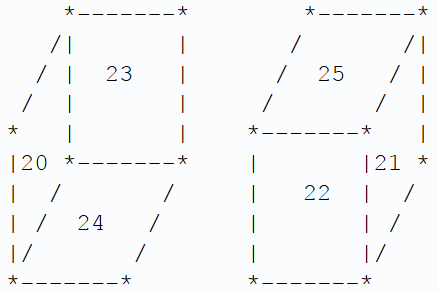 *-------*        *-------*
   /|       |       /       /|
  / |  23   |      /  25   / |
 /  |       |     /       /  |
*   |       |    *-------*   |
|20 *-------*    |       |21 *
|  /       /     |  22   |  /
| /  24   /      |       | /
|/       /       |       |/
*-------*        *-------*